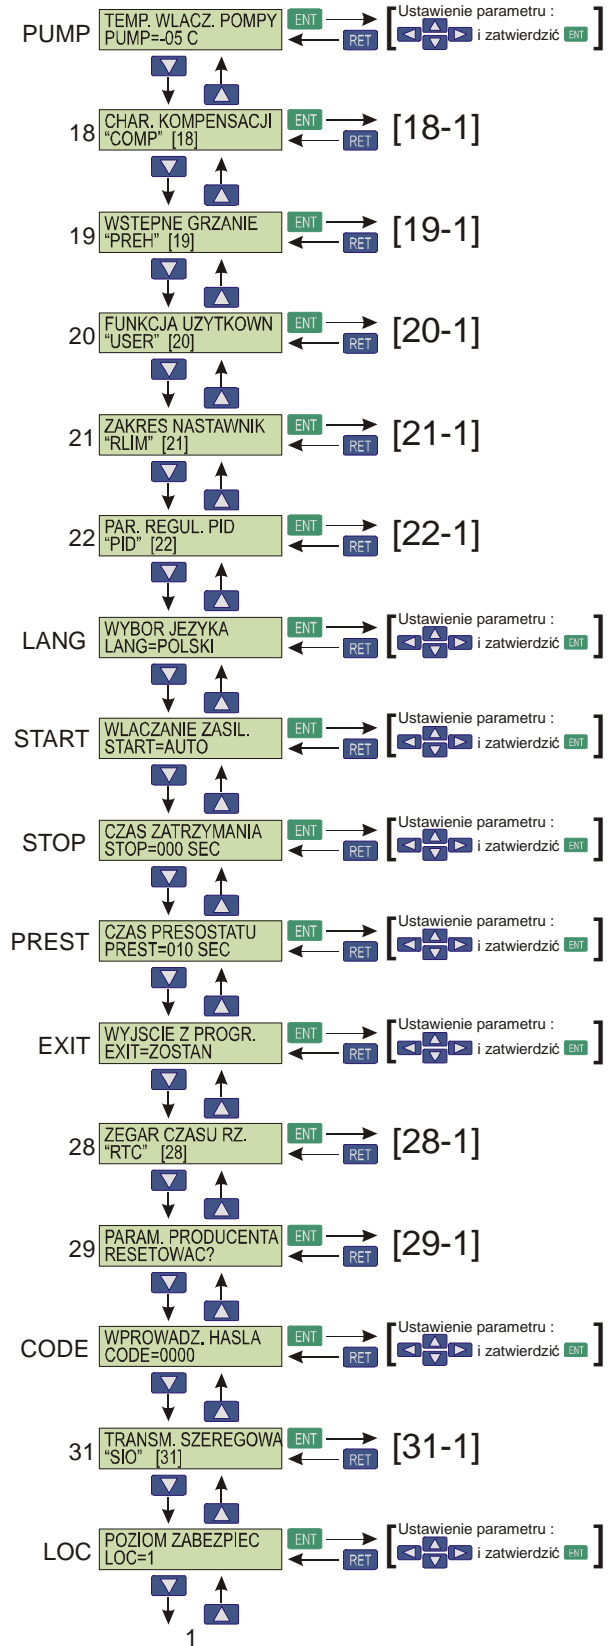 PUMP
TEMP. WLACZ. POMPY
PUMP=-05 C
ENT
RET
Ustawienie parametru :
i zatwierdzić ENT
18
CHAR. KOMPENSACJI
“COMP” [18]
ENT
RET
[18-1]
19
WSTEPNE GRZANIE
“PREH” [19]
ENT
RET
[19-1]
20
FUNKCJA UZYTKOWN
“USER” [20]
ENT
RET
[20-1]
21
ZAKRES NASTAWNIK
“RLIM” [21]
ENT
RET
[21-1]
22
PAR. REGUL. PID
“PID” [22]
ENT
RET
[22-1]
LANG
WYBOR JEZYKA
LANG=POLSKI
ENT
RET
Ustawienie parametru :
i zatwierdzić ENT
START
WLACZANIE ZASIL.
START=AUTO
ENT
RET
Ustawienie parametru :
i zatwierdzić ENT
STOP
CZAS ZATRZYMANIA
STOP=000 SEC
ENT
RET
Ustawienie parametru :
i zatwierdzić ENT
PREST
CZAS PRESOSTATU
PREST=010 SEC
ENT
RET
Ustawienie parametru :
i zatwierdzić ENT
EXIT
WYJSCIE Z PROGR.
EXIT=ZOSTAN
ENT
RET
Ustawienie parametru :
i zatwierdzić ENT
28
ZEGAR CZASU RZ.
“RTC” [28]
ENT
RET
[28-1]
29
PARAM. PRODUCENTA
RESETOWAC?
ENT
RET
[29-1]
CODE
WPROWADZ. HASLA
CODE=0000
ENT
RET
Ustawienie parametru :
i zatwierdzić ENT
31
TRANSM. SZEREGOWA
“SIO” [31]
ENT
RET
[31-1]
LOC
POZIOM ZABEZPIEC
LOC=1
ENT
RET
Ustawienie parametru :
i zatwierdzić ENT
1